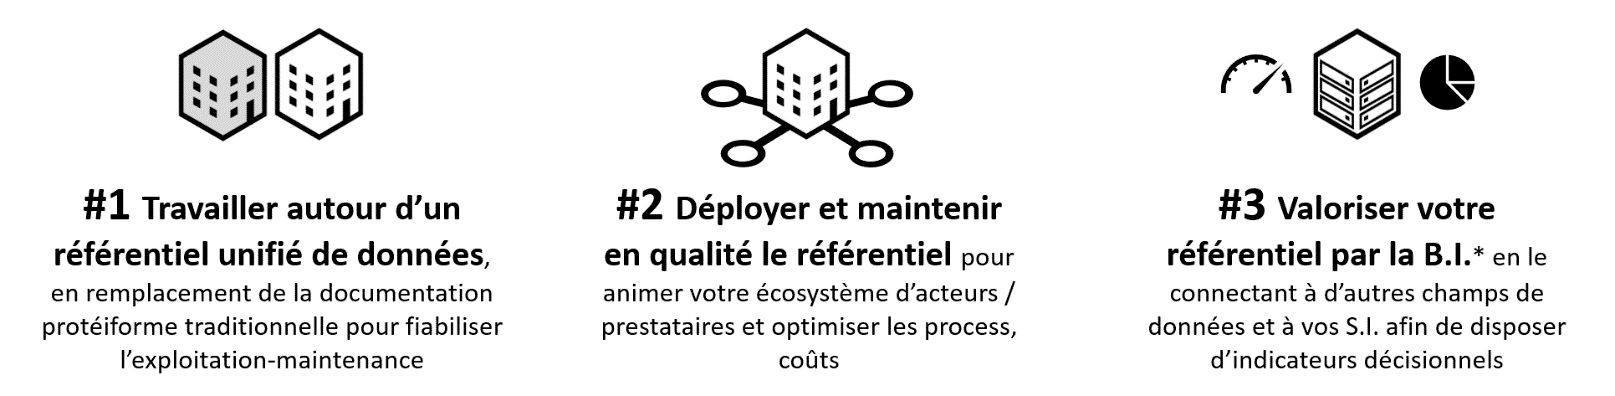 #1 Travailler autour d’un
référentiel unifié de données,
en remplacement de la documentation
protéiforme traditionnelle pour fiabiliser
l’exploitation-maintenance
#2 Déployer et maintenir
en qualité le référentiel pour
animer votre écosystème d’acteurs /
prestataires et optimiser les process,
coûts
#3 Valoriser votre
référentiel par la B.I.* en le
connectant à d’autres champs de
données et à vos S.I. afin de disposer
d’indicateurs décisionnels